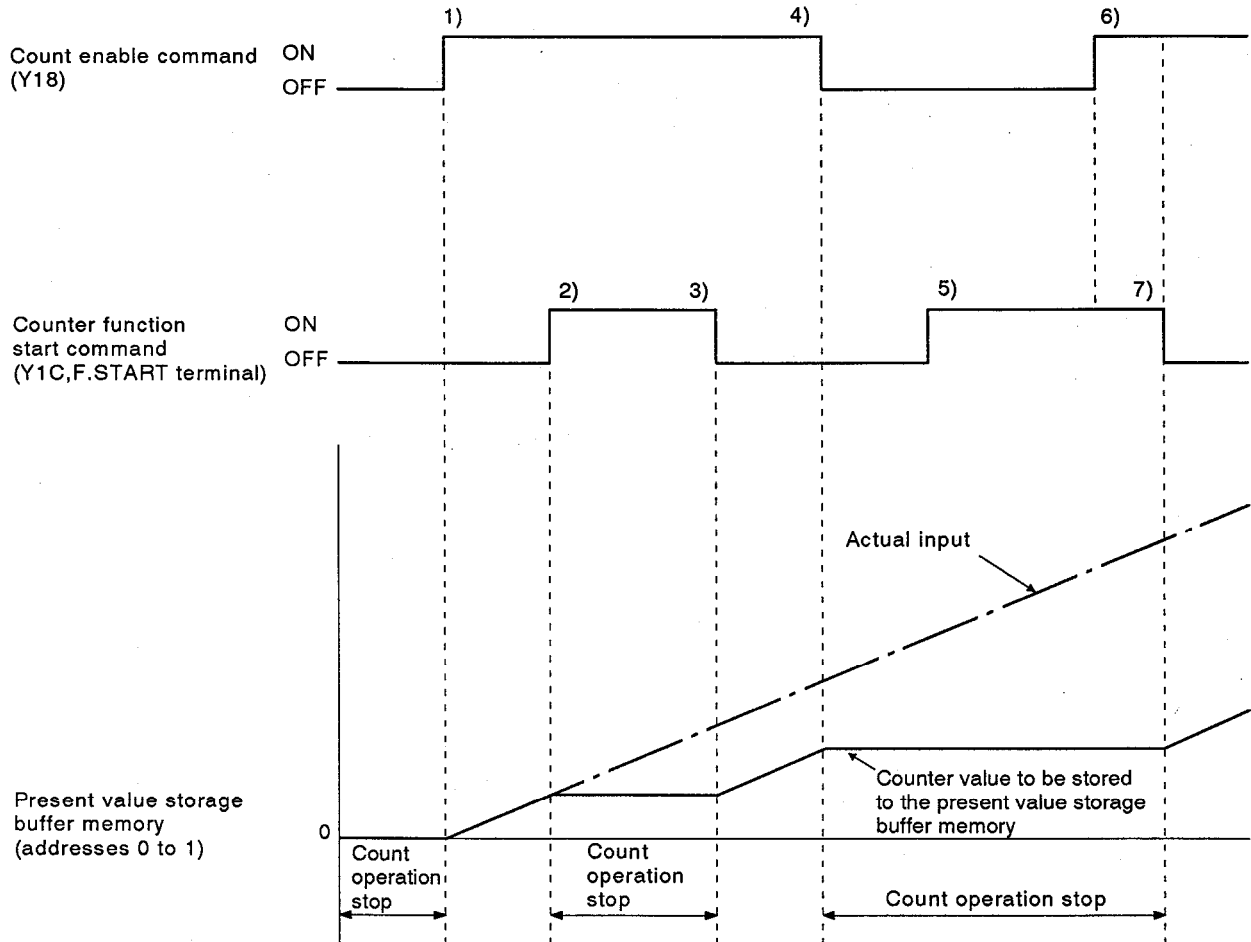 1)
4)
6)
Count enable command
(Y18)
ON
OFF
2)
3)
5)
7)
Counter function
start command
(Y1C,F.START terminal)
ON
OFF
Actual input
Counter value to be stored
to the present value storage
buffer memory
Present value storage
buffer memory
(addresses 0 to 1)
0
Count
operation
stop
Count
operation
stop
Count operation stop